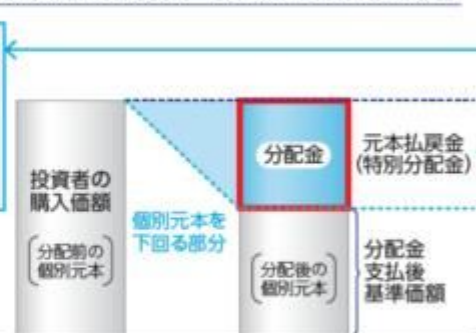 投資者の
購入価額
(分配前の
個別元本)
個別元本を
下回る部分
分配金
元本払戻金
(特別分配金)
(分配後の
個別元本)
分配金
支払後
基準価額